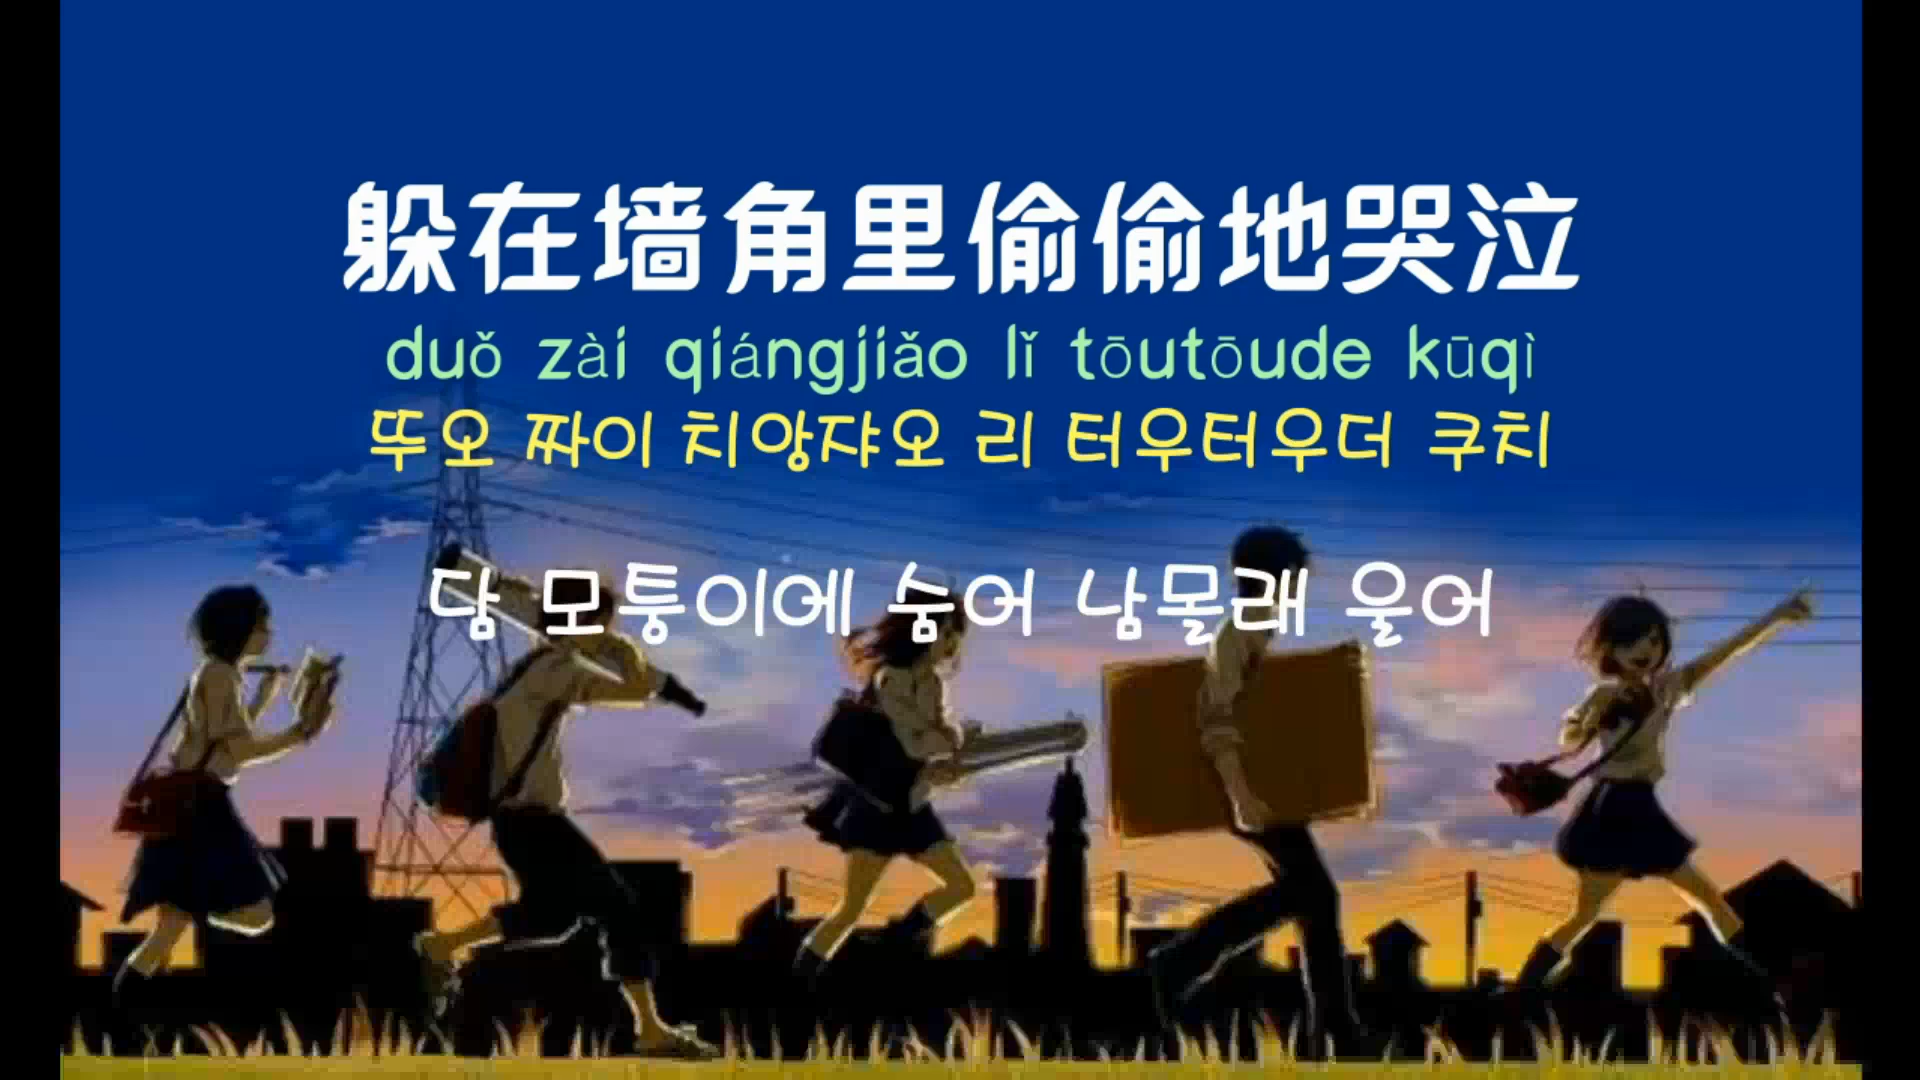 躲在墙角里偷偷地哭泣
duǒ zài qiángjiǎo lǐ tōutōude kūqì
뚜오 짜이 치앙쟈오 리 터우터우더 쿠치
담 모퉁이에 숨어 남몰래 울어